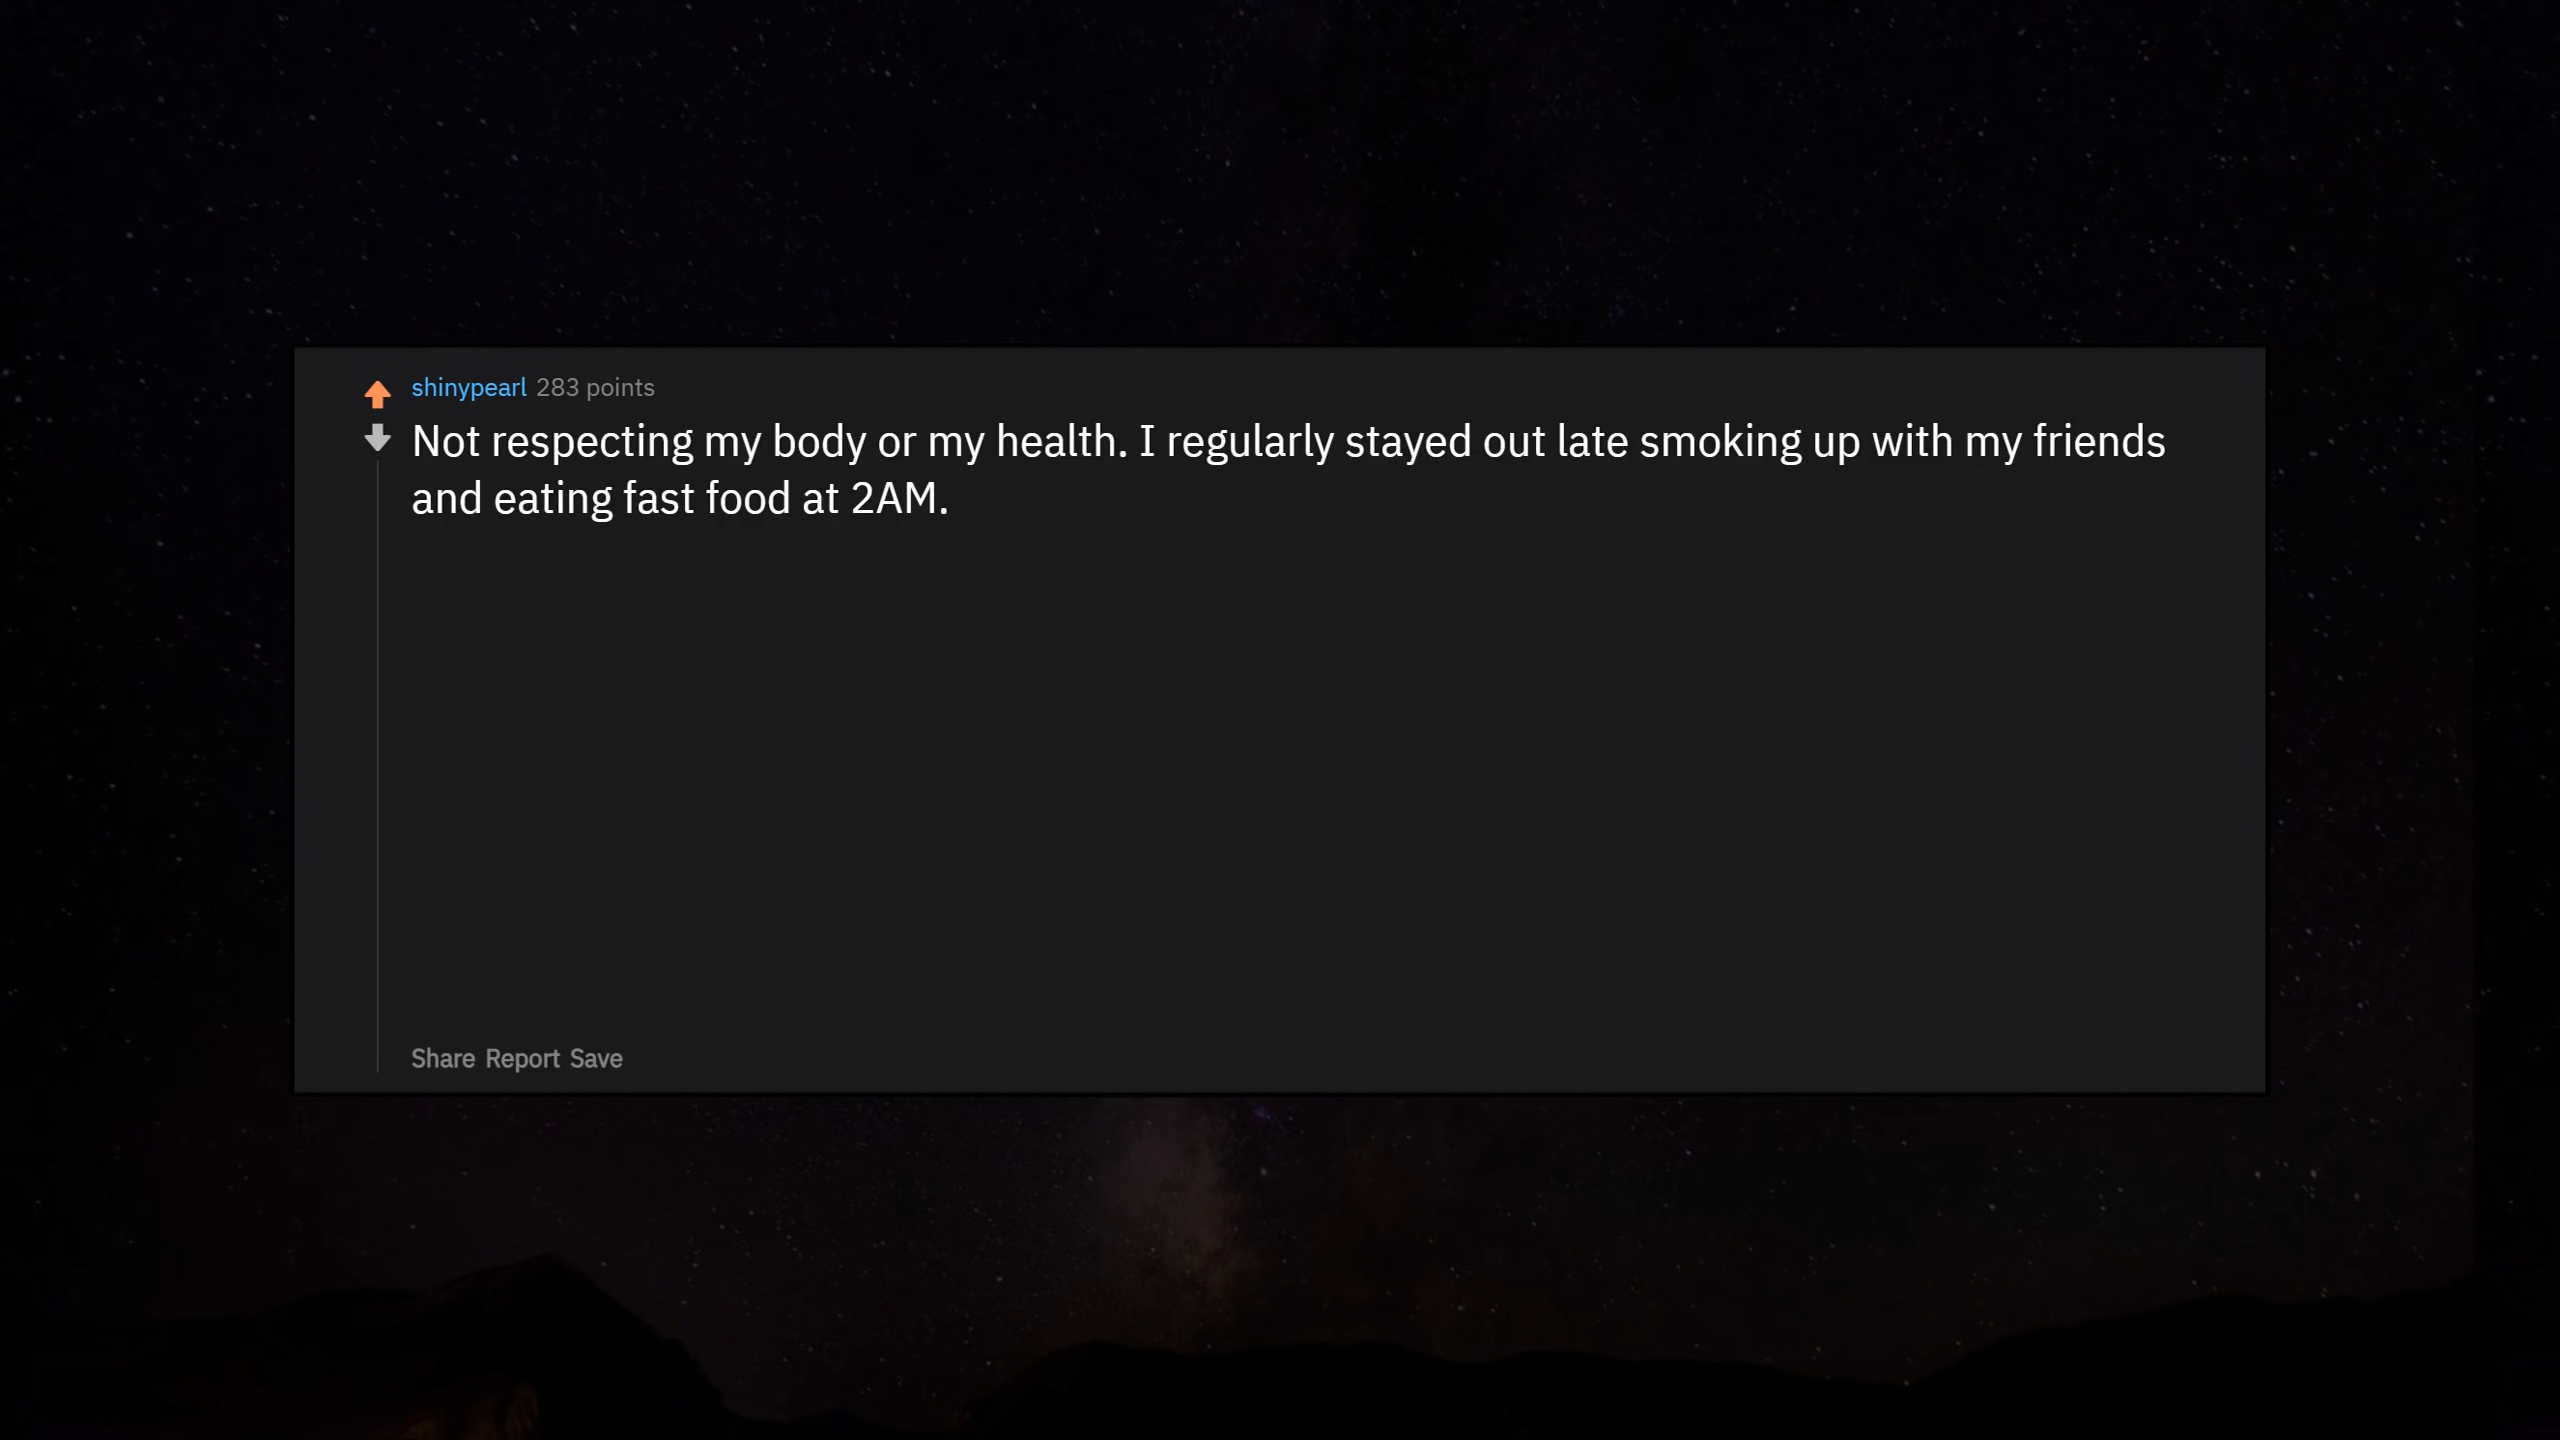 shinypearl 283 points
Not respecting my body or my health. I regularly stayed out late smoking up with my friends
and eating fast food at 2AM.
Share Report Save